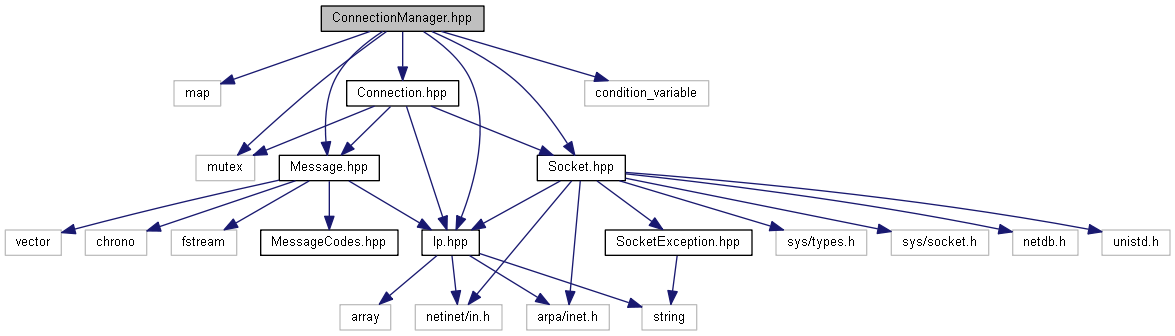 ConnectionManager.hpp
map
Connection.hpp
condition_variable
mutex
Message.hpp
Socket.hpp
vector
chrono
fstream
MessageCodes.hpp
Ip.hpp
SocketException.hpp
sys/types.h
sys/socket.h
netdb.h
unistd.h
array
netinet/in.h
arpa/inet.h
string